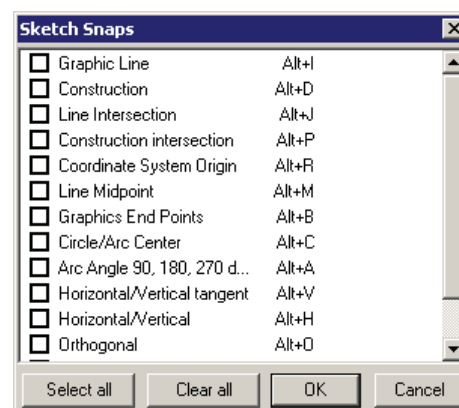 Sketch Snaps
Graphic Line Alt+I
Construction Alt+D
Line Intersection Alt+J
Construction intersection Alt+P
Coordinate System Origin Alt+R
Line Midpoint Alt+M
Graphics End Points Alt+B
Circle/Arc Center Alt+C
Arc Angle 90, 180, 270 d... Alt+A
Horizontal/Vertical tangent Alt+V
Horizontal/Vertical Alt+H
Orthogonal Alt+O
Select all Clear all OK Cancel